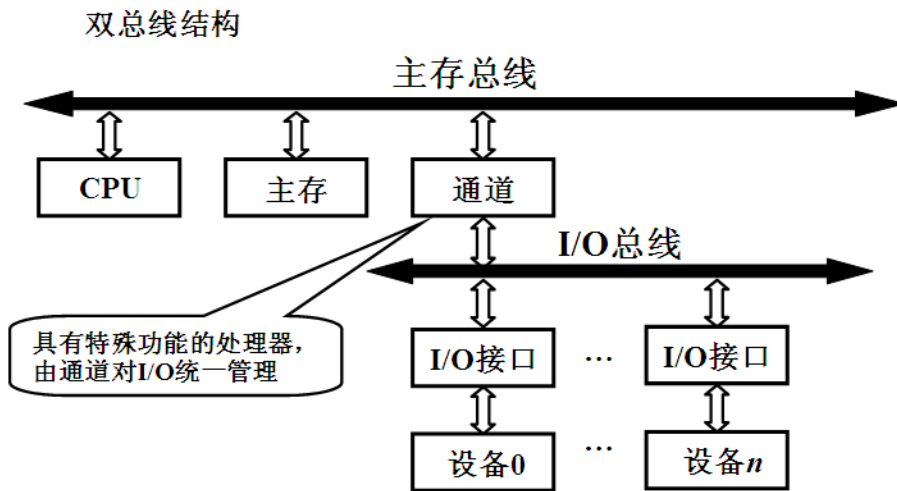 双总线结构
主存总线
CPU
主存
通道
I/O总线
具有特殊功能的处理器，
由通道对I/O统一管理
I/O接口
…
I/O接口
设备0
…
设备n